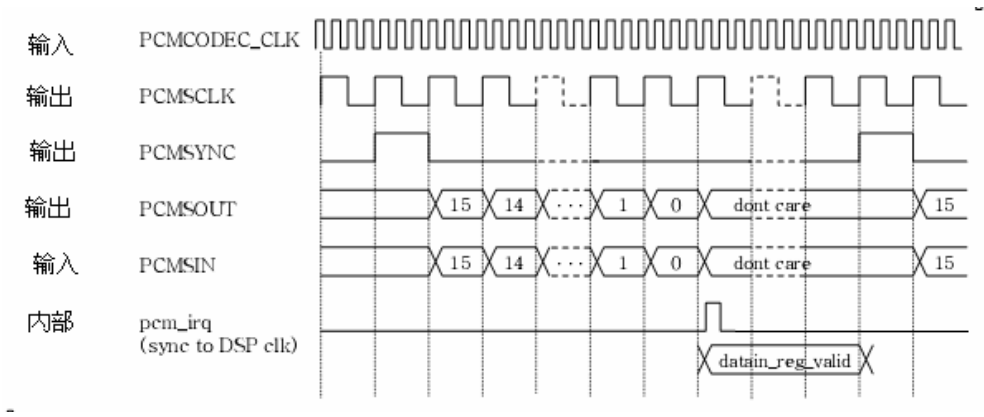 输入 PCMCODEC_CLK
输出 PCMSCLK
输出 PCMSYNC
输出 PCMSOUT 15 14 ··· 1 0 dont care 15
输入 PCMSIN 15 14 ··· 1 0 dont care 15
内部 pcm_irq
(sync to DSP clk)
datain_reg_valid